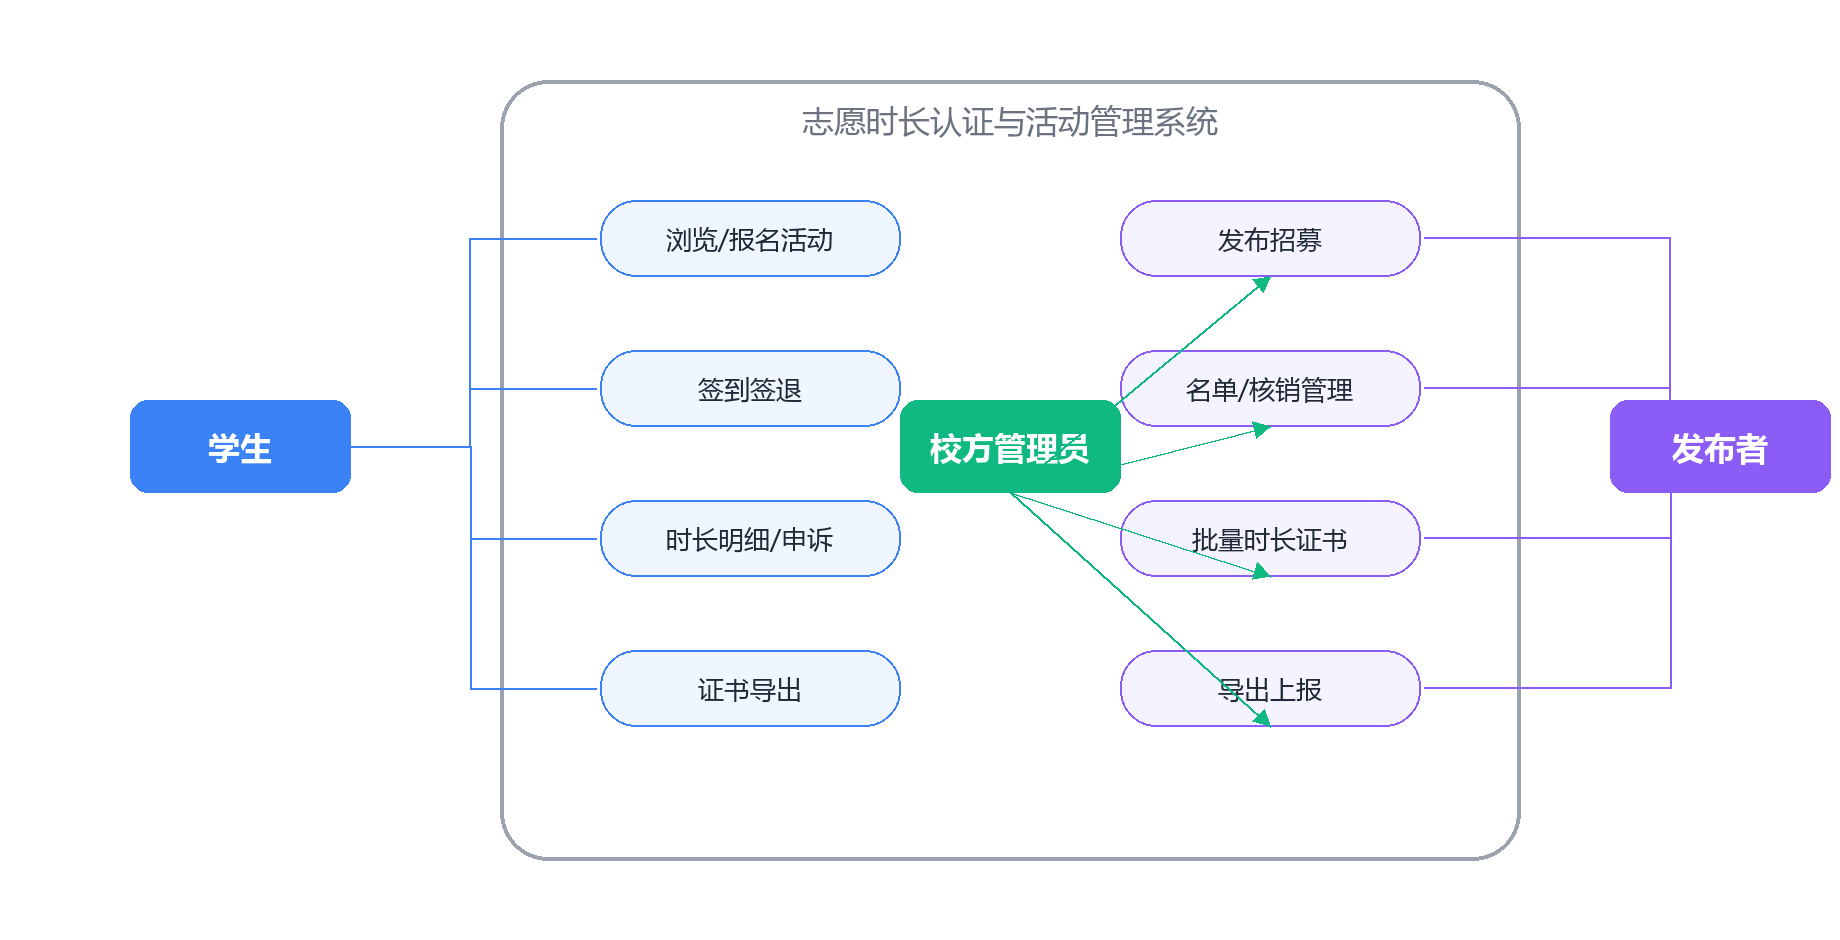 志愿时长认证与活动管理系统
浏览/报名活动
发布招募
签到签退
名单/核销管理
学生
校方管理员
发布者
时长明细/申诉
批量时长证书
证书导出
导出上报